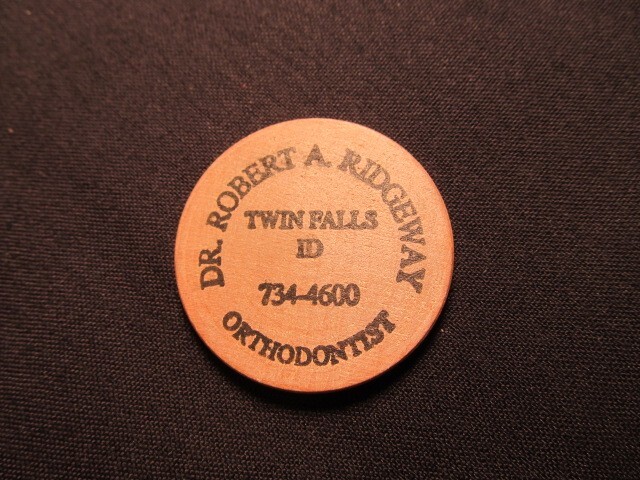 DR. ROBERT A. RIDGEWAY
TWIN FALLS
ID
734-4600
ORTHODONTIST